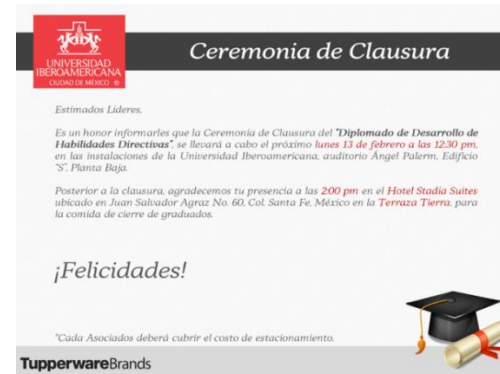 UNIVERSIDAD
IBEROAMERICANA
CIUDAD DE MÉXICO ®
Ceremonia de Clausura
Estimados Lideres,
Es un honor informarles que la Ceremonia de Clausura del "Diplomado de Desarrollo de
Habilidades Directivas", se llevará a cabo el próximo lunes 13 de febrero a las 12:30 pm,
en las instalaciones de la Universidad Iberoamericana, auditorio Ángel Palerm, Edificio
"S", Planta Baja.
Posterior a la clausura, agradecemos tu presencia a las 2:00 pm en el Hotel Stadia Suites
ubicado en Juan Salvador Agraz No. 60, Col. Santa Fe, México en la Terraza Tierra, para
la comida de cierre de graduados.
¡Felicidades!
*Cada Asociados deberá cubrir el costo de estacionamiento.
TupperwareBrands